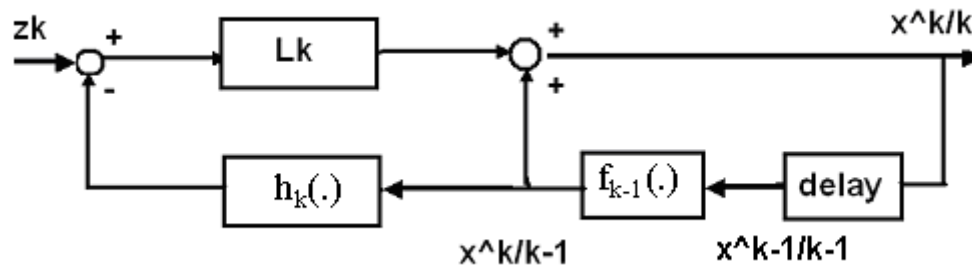 zk
+
-
Lk
+
+
x^k/k
hk(.)
fk-1(.)
delay
x^k/k-1
x^k-1/k-1